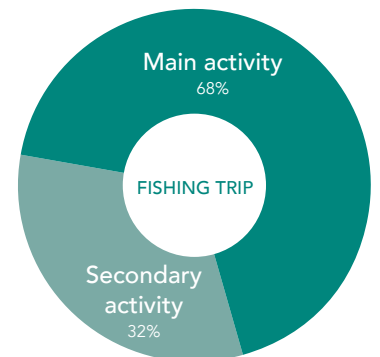 Main activity
68%
FISHING TRIP
Secondary
activity
32%